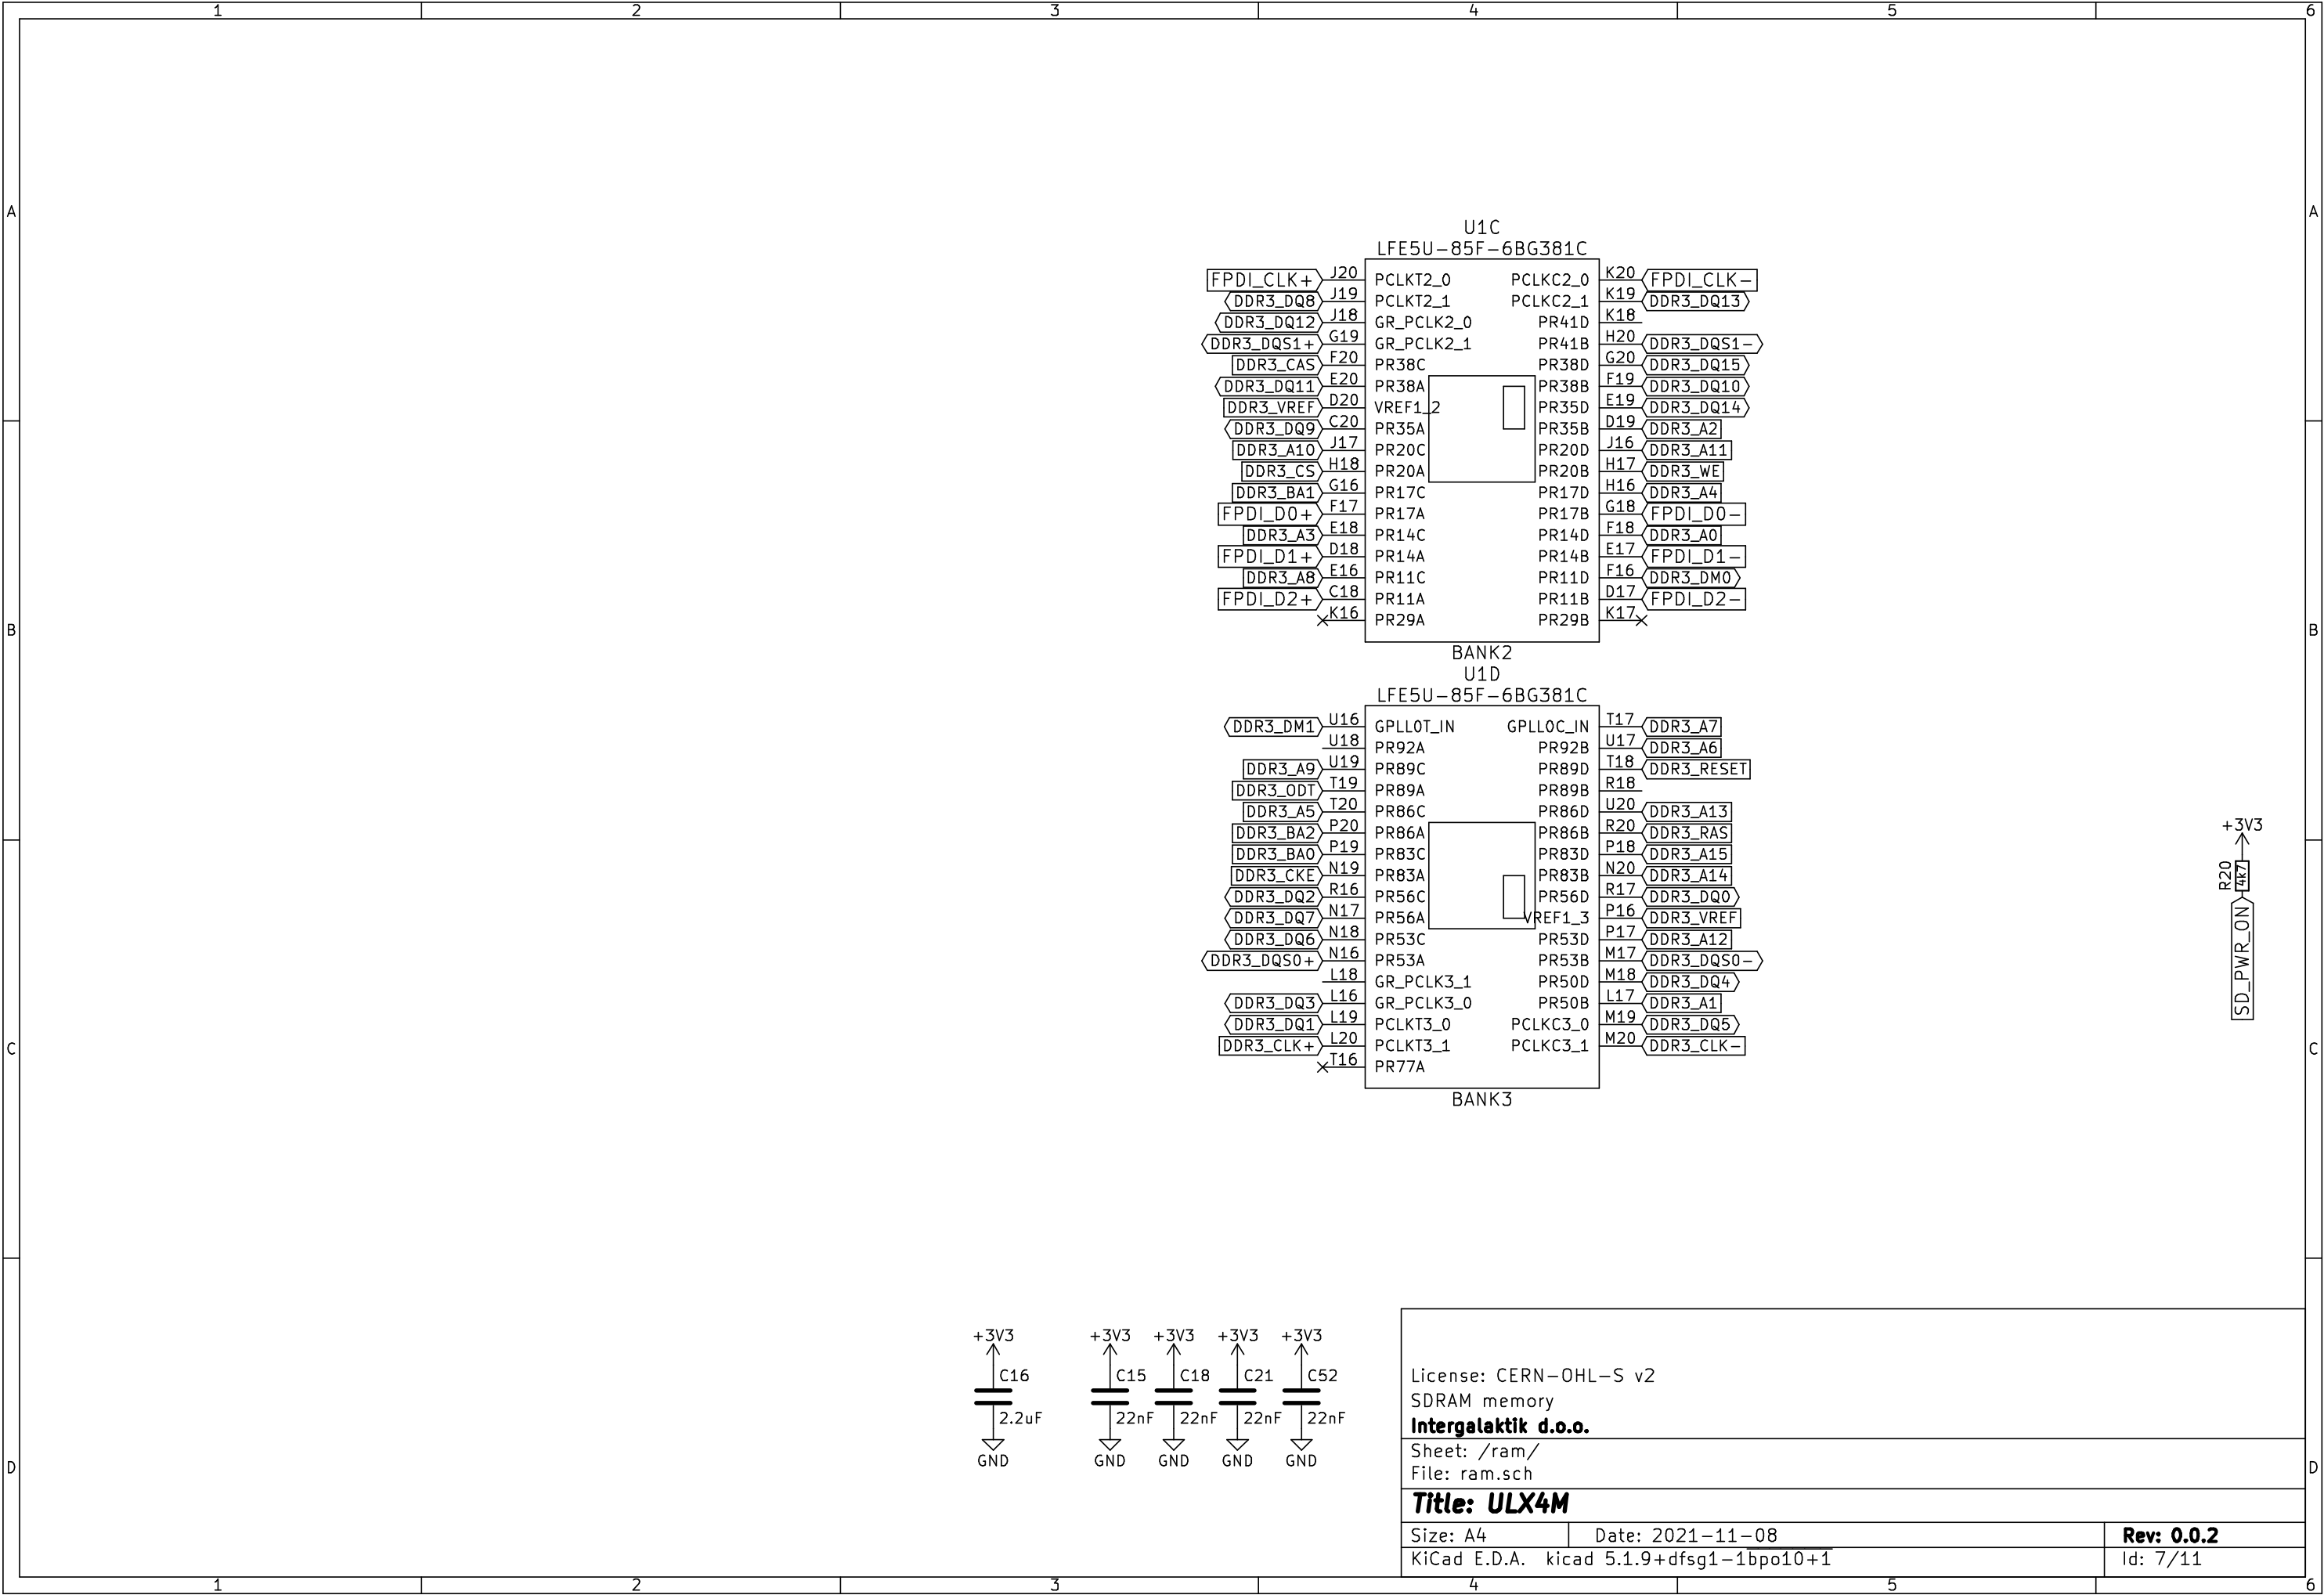 1 2 3 4 5 6
A A
U1C
LFE5U-85F-6BG381C
FPDI_CLK+ J20 PCLKT2_0 PCLKC2_0 K20 FPDI_CLK-
DDR3_DQ8 J19 PCLKT2_1 PCLKC2_1 K19 DDR3_DQ13
DDR3_DQ12 J18 GR_PCLK2_0 PR41D K18
DDR3_DQS1+ G19 GR_PCLK2_1 PR41B H20 DDR3_DQS1-
DDR3_CAS F20 PR38C PR38D G20 DDR3_DQ15
DDR3_DQ11 E20 PR38A PR38B F19 DDR3_DQ10
DDR3_VREF D20 VREF1_2 PR35D E19 DDR3_DQ14
DDR3_DQ9 C20 PR35A PR35B D19 DDR3_A2
DDR3_A10 J17 PR20C PR20D J16 DDR3_A11
DDR3_CS H18 PR20A PR20B H17 DDR3_WE
DDR3_BA1 G16 PR17C PR17D H16 DDR3_A4
FPDI_D0+ F17 PR17A PR17B G18 FPDI_D0-
DDR3_A3 E18 PR14C PR14D F18 DDR3_A0
FPDI_D1+ D18 PR14A PR14B E17 FPDI_D1-
DDR3_A8 E16 PR11C PR11D F16 DDR3_DM0
FPDI_D2+ C18 PR11A PR11B D17 FPDI_D2-
K16 PR29A PR29B K17
B B
BANK2
U1D
LFE5U-85F-6BG381C
DDR3_DM1 U16 GPLL0T_IN GPLL0C_IN T17 DDR3_A7
U18 PR92A PR92B U17 DDR3_A6
DDR3_A9 U19 PR89C PR89D T18 DDR3_RESET
DDR3_ODT T19 PR89A PR89B R18
DDR3_A5 T20 PR86C PR86D U20 DDR3_A13
DDR3_BA2 P20 PR86A PR86B R20 DDR3_RAS
DDR3_BA0 P19 PR83C PR83D P18 DDR3_A15
DDR3_CKE N19 PR83A PR83B N20 DDR3_A14
DDR3_DQ2 R16 PR56C PR56D R17 DDR3_DQ0
DDR3_DQ7 N17 PR56A VREF1_3 P16 DDR3_VREF
DDR3_DQ6 N18 PR53C PR53D P17 DDR3_A12
DDR3_DQS0+ N16 PR53A PR53B M17 DDR3_DQS0-
L18 GR_PCLK3_1 PR50D M18 DDR3_DQ4
DDR3_DQ3 L16 GR_PCLK3_0 PR50B L17 DDR3_A1
DDR3_DQ1 L19 PCLKT3_0 PCLKC3_0 M19 DDR3_DQ5
DDR3_CLK+ L20 PCLKT3_1 PCLKC3_1 M20 DDR3_CLK-
T16 PR77A
BANK3
+3V3
R20 4k7
SD_PWR_ON
C C
+3V3 +3V3 +3V3 +3V3 +3V3
C16 C15 C18 C21 C52
2.2uF 22nF 22nF 22nF 22nF
GND GND GND GND GND
License: CERN-OHL-S v2
SDRAM memory
Intergalaktik d.o.o.
Sheet: /ram/
File: ram.sch
D D
Title: ULX4M
Size: A4 Date: 2021-11-08 Rev: 0.0.2
KiCad E.D.A. kicad 5.1.9+dfsg1-1bpo10+1 Id: 7/11
1 2 3 4 5 6